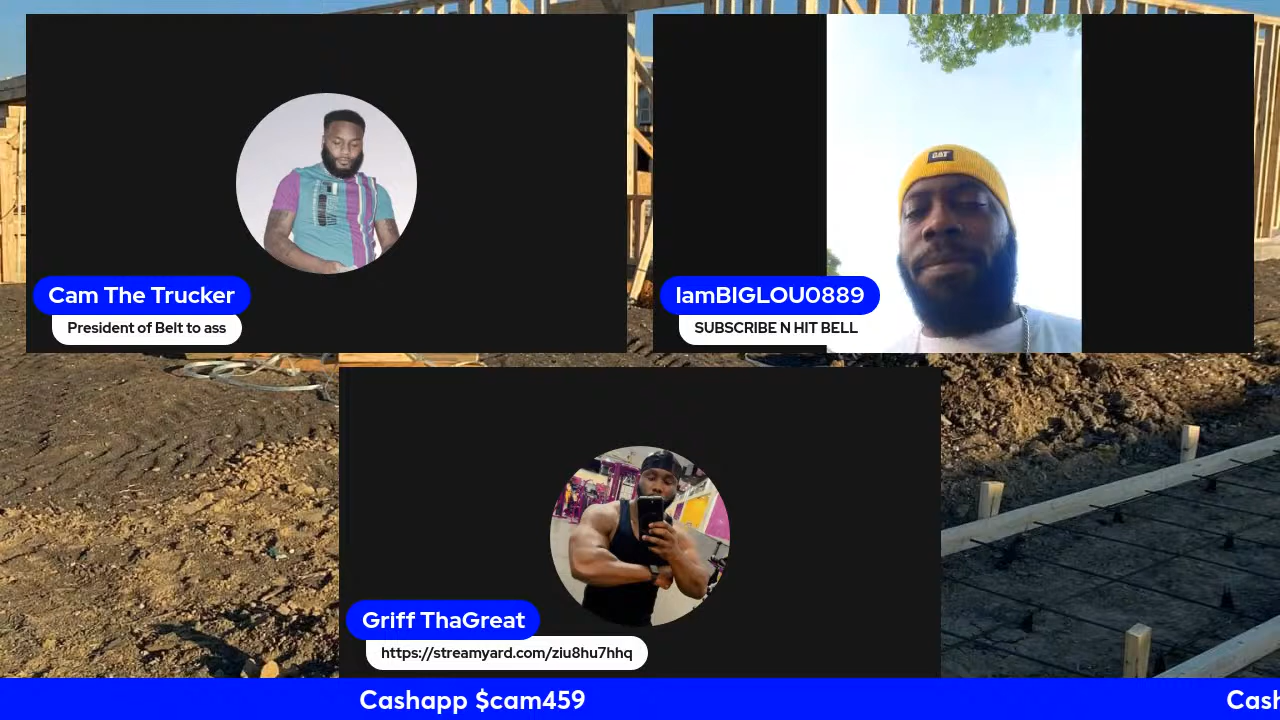 Cam The Trucker
President of Belt to ass
CAT
IamBIGLOU0889
SUBSCRIBE N HIT BELL
Griff ThaGreat
https://streamyard.com/ziu8hu7hhq
Cashapp $cam459
Cash